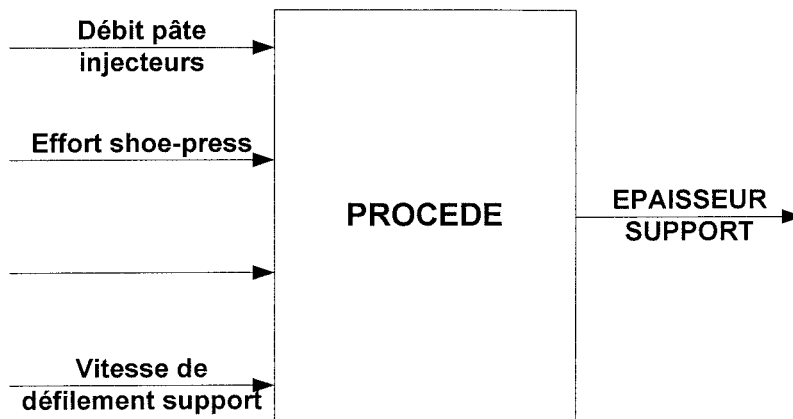 Débit pâte
injecteurs
Effort shoe-press
PROCEDE
EPAISSEUR
SUPPORT
Vitesse de
défilement support